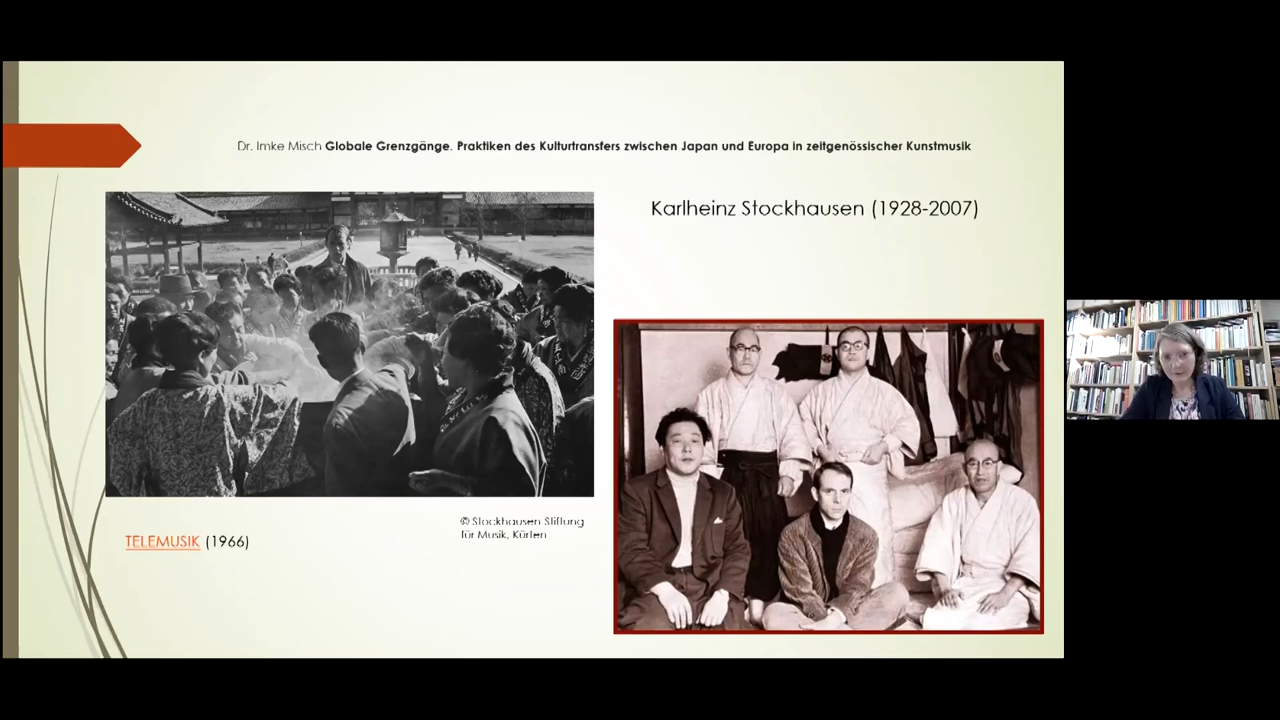 Dr. Imke Misch Globale Grenzgänge. Praktiken des Kulturtransfers zwischen Japan und Europa in zeitgenössischer Kunstmusik
Karlheinz Stockhausen (1928-2007)
© Stockhausen Stiftung
für Musik, Kürten
TELEMUSIK (1966)